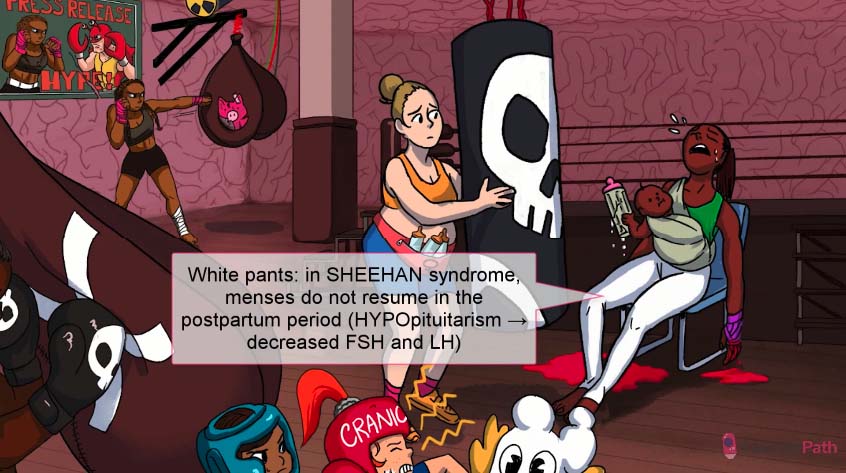 PRESS RELEASE
HYPE!!
White pants: in SHEEHAN syndrome,
menses do not resume in the
postpartum period (HYPOpituitarism →
decreased FSH and LH)
CRANIO
Path